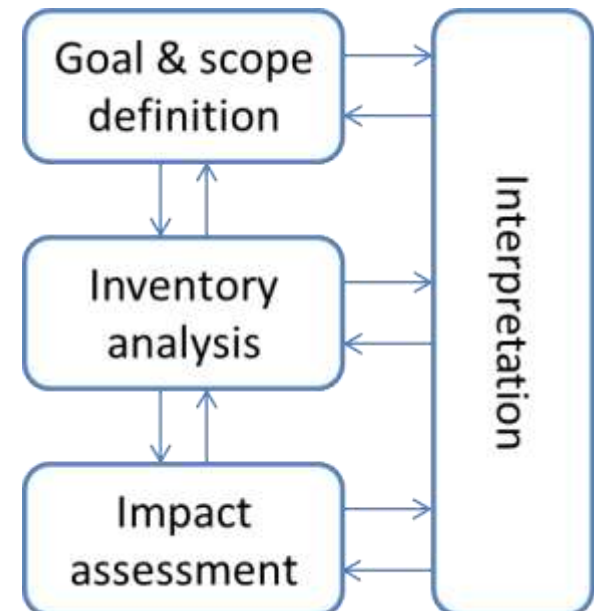 Goal & scope
definition
Inventory
analysis
Impact
assessment
Interpretation